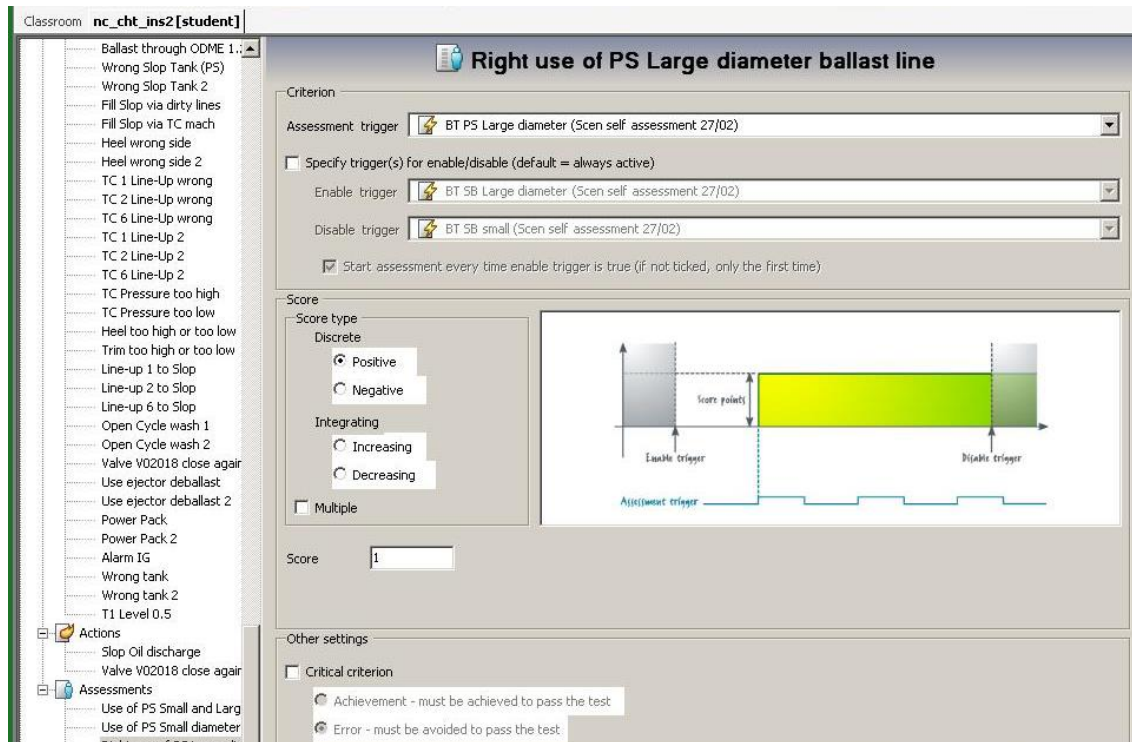 Classroom nc_cht_ins2[student]
Ballast through ODME 1.
Wrong Slop Tank (PS)
Wrong Slop Tank 2
Fill Slop via dirty lines
Fill Slop via TC mach
Heel wrong side
Heel wrong side 2
TC 1 Line-Up wrong
TC 2 Line-Up wrong
TC 6 Line-Up wrong
TC 1 Line-Up 2
TC 2 Line-Up 2
TC 6 Line-Up 2
TC Pressure too high
TC Pressure too low
Heel too high or too low
Trim too high or too low
Line-up 1 to Slop
Line-up 2 to Slop
Line-up 6 to Slop
Open Cycle wash 1
Open Cycle wash 2
Valve V02018 close agair
Use ejector deballast
Use ejector deballast 2
Power Pack
Power Pack 2
Alarm IG
Wrong tank
Wrong tank 2
T1 Level 0.5
Actions
Slop Oil discharge
Valve V02018 close agair
Assessments
Use of PS Small and Larg
Use of PS Small diameter
Right use of PS Large diameter ballast line
Criterion
Assessment trigger BT PS Large diameter (Scen self assessment 27/02)
Specify trigger(s) for enable/disable (default = always active)
Enable trigger BT SB Large diameter (Scen self assessment 27/02)
Disable trigger BT SB small (Scen self assessment 27/02)
Start assessment every time enable trigger is true (if not ticked, only the first time)
Score
Score type
Discrete
Positive
Negative
Integrating
Increasing
Decreasing
Multiple
Score points
Enable trigger
Disable trigger
Assessment trigger
Score 1
Other settings
Critical criterion
Achievement - must be achieved to pass the test
Error - must be avoided to pass the test